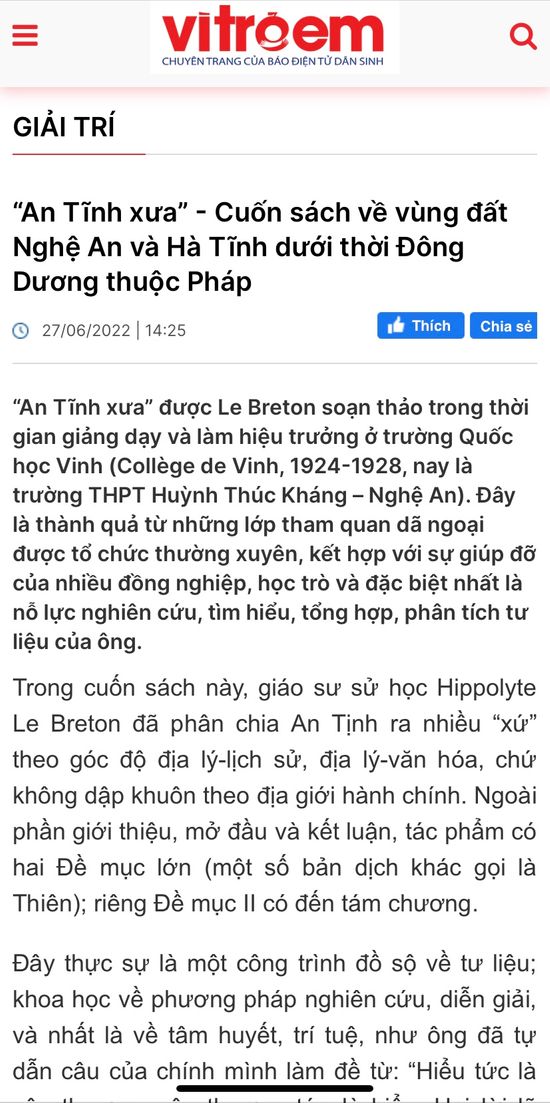 vìtrẻem
CHUYÊN TRANG CỦA BÁO ĐIỆN TỬ DÂN SINH
GIẢI TRÍ
“An Tĩnh xưa” - Cuốn sách về vùng đất
Nghệ An và Hà Tĩnh dưới thời Đông
Dương thuộc Pháp
27/06/2022 | 14:25
Thích
Chia sẻ
“An Tĩnh xưa” được Le Breton soạn thảo trong thời
gian giảng dạy và làm hiệu trưởng ở trường Quốc
học Vinh (Collège de Vinh, 1924-1928, nay là
trường THPT Huỳnh Thúc Kháng – Nghệ An). Đây
là thành quả từ những lớp tham quan dã ngoại
được tổ chức thường xuyên, kết hợp với sự giúp đỡ
của nhiều đồng nghiệp, học trò và đặc biệt nhất là
nỗ lực nghiên cứu, tìm hiểu, tổng hợp, phân tích tư
liệu của ông.
Trong cuốn sách này, giáo sư sử học Hippolyte
Le Breton đã phân chia An Tịnh ra nhiều “xứ”
theo góc độ địa lý-lịch sử, địa lý-văn hóa, chứ
không dập khuôn theo địa giới hành chính. Ngoài
phần giới thiệu, mở đầu và kết luận, tác phẩm có
hai Đề mục lớn (một số bản dịch khác gọi là
Thiên); riêng Đề mục II có đến tám chương.
Đây thực sự là một công trình đồ sộ về tư liệu;
khoa học về phương pháp nghiên cứu, diễn giải,
và nhất là về tâm huyết, trí tuệ, như ông đã tự
dẫn câu của chính mình làm đề từ: “Hiểu tức là